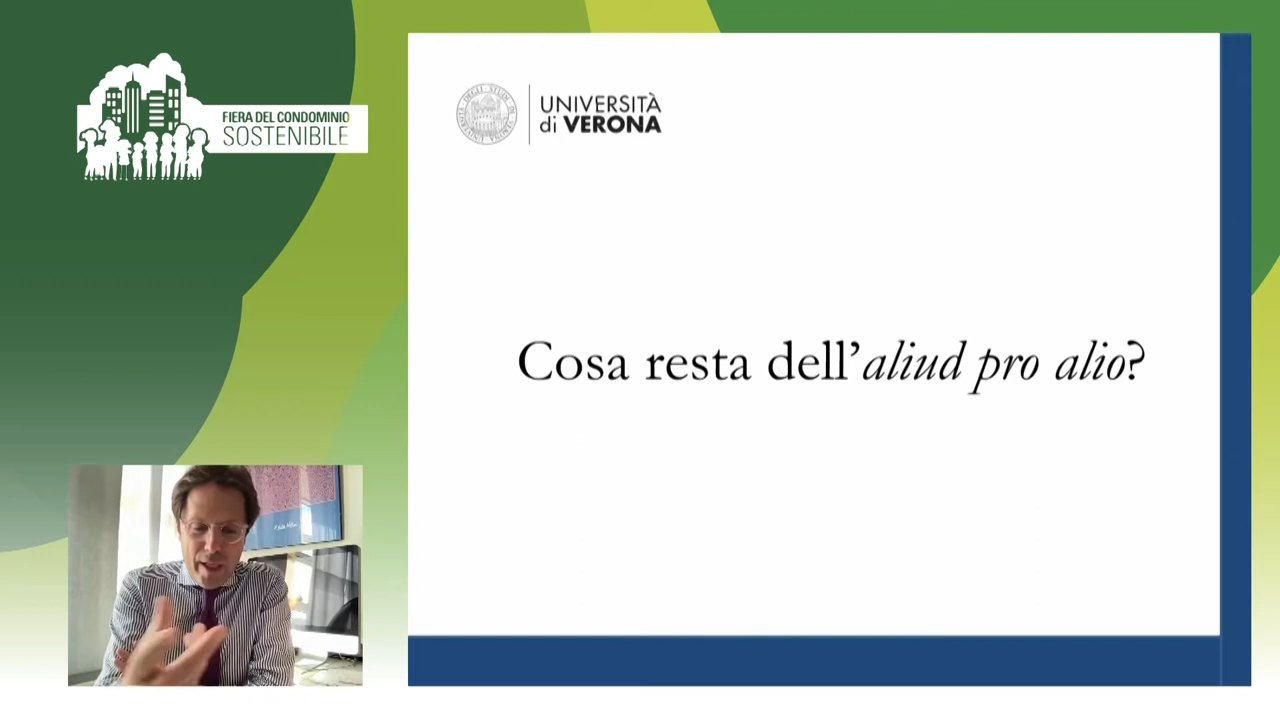 FIERA DEL CONDOMINIO
SOSTENIBILE
UNIVERSITÀ
di VERONA
Cosa resta dell'aliud pro alio?